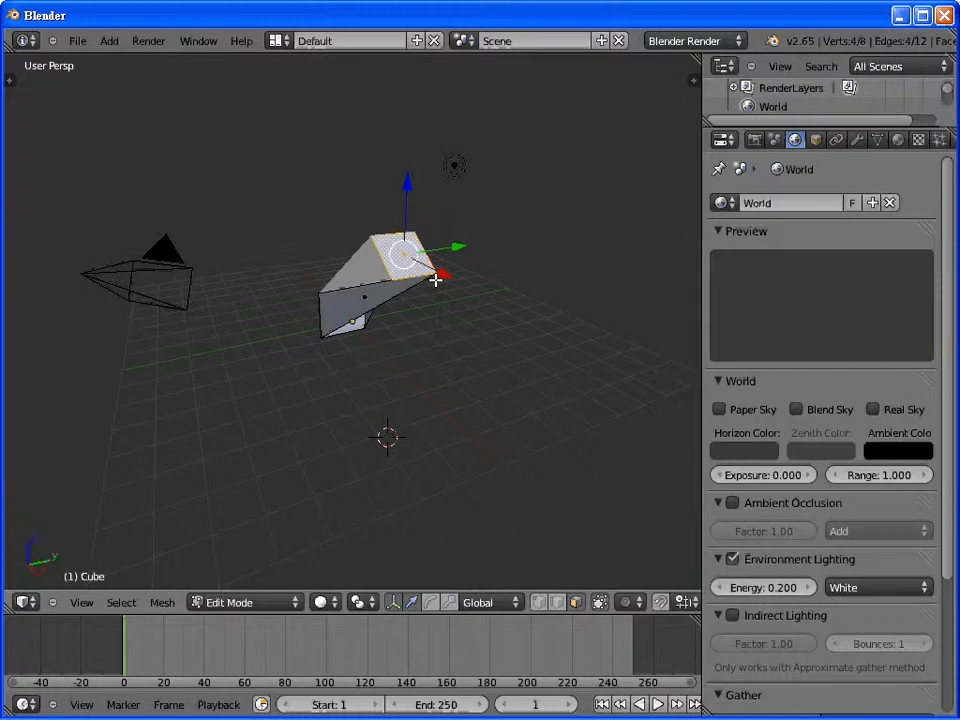 Blender
File Add Render Window Help Default Scene Blender Render v2.65 | Verts:4/8 | Edges:4/12 | Face
User Persp
View Search All Scenes
RenderLayers
World
World
World F
Preview
World
Paper Sky Blend Sky Real Sky
Horizon Color: Zenith Color: Ambient Colo
Exposure: 0.000 Range: 1.000
Ambient Occlusion
Factor: 1.00 Add
Environment Lighting
Energy: 0.200 White
Indirect Lighting
Factor: 1.00 Bounces: 1
Only works with Approximate gather method
Gather
z
y
(1) Cube
View Select Mesh Edit Mode Global
-40 -20 0 20 40 60 80 100 120 140 160 180 200 220 240 260
View Marker Frame Playback Start: 1 End: 250 1